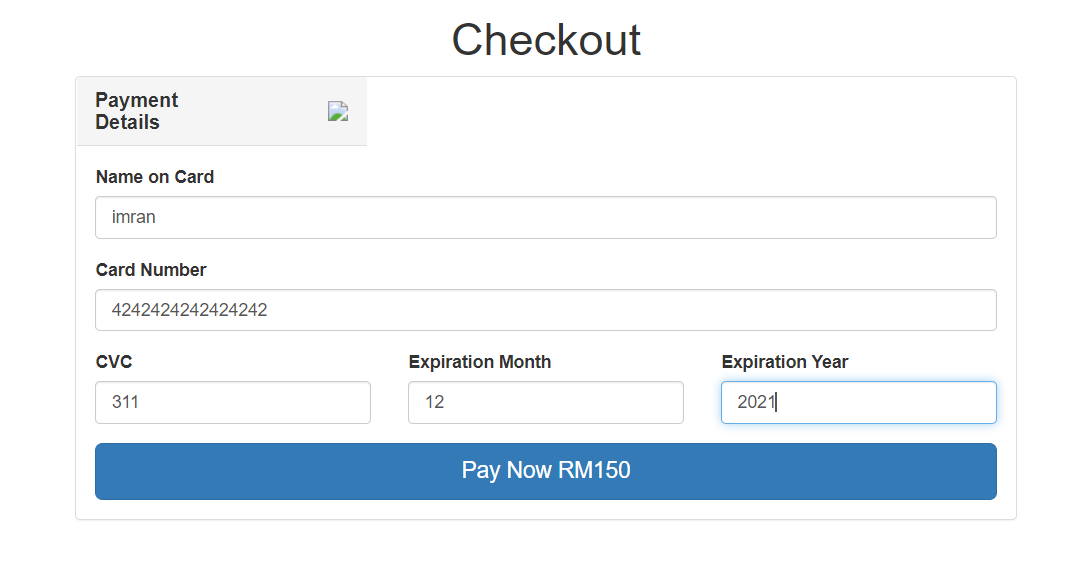 Checkout
Payment
Details
Name on Card
imran
Card Number
4242424242424242
CVC Expiration Month Expiration Year
311 12 2021
Pay Now RM150